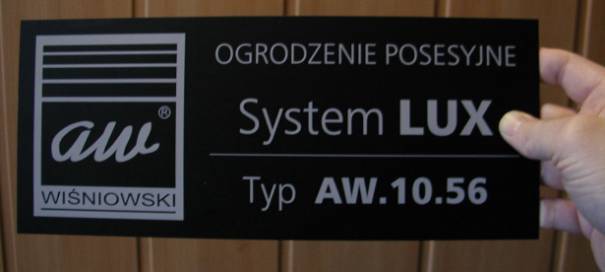 aw®
WIŚNIOWSKI
OGRODZENIE POSESYJNE
System LUX
Typ AW.10.56